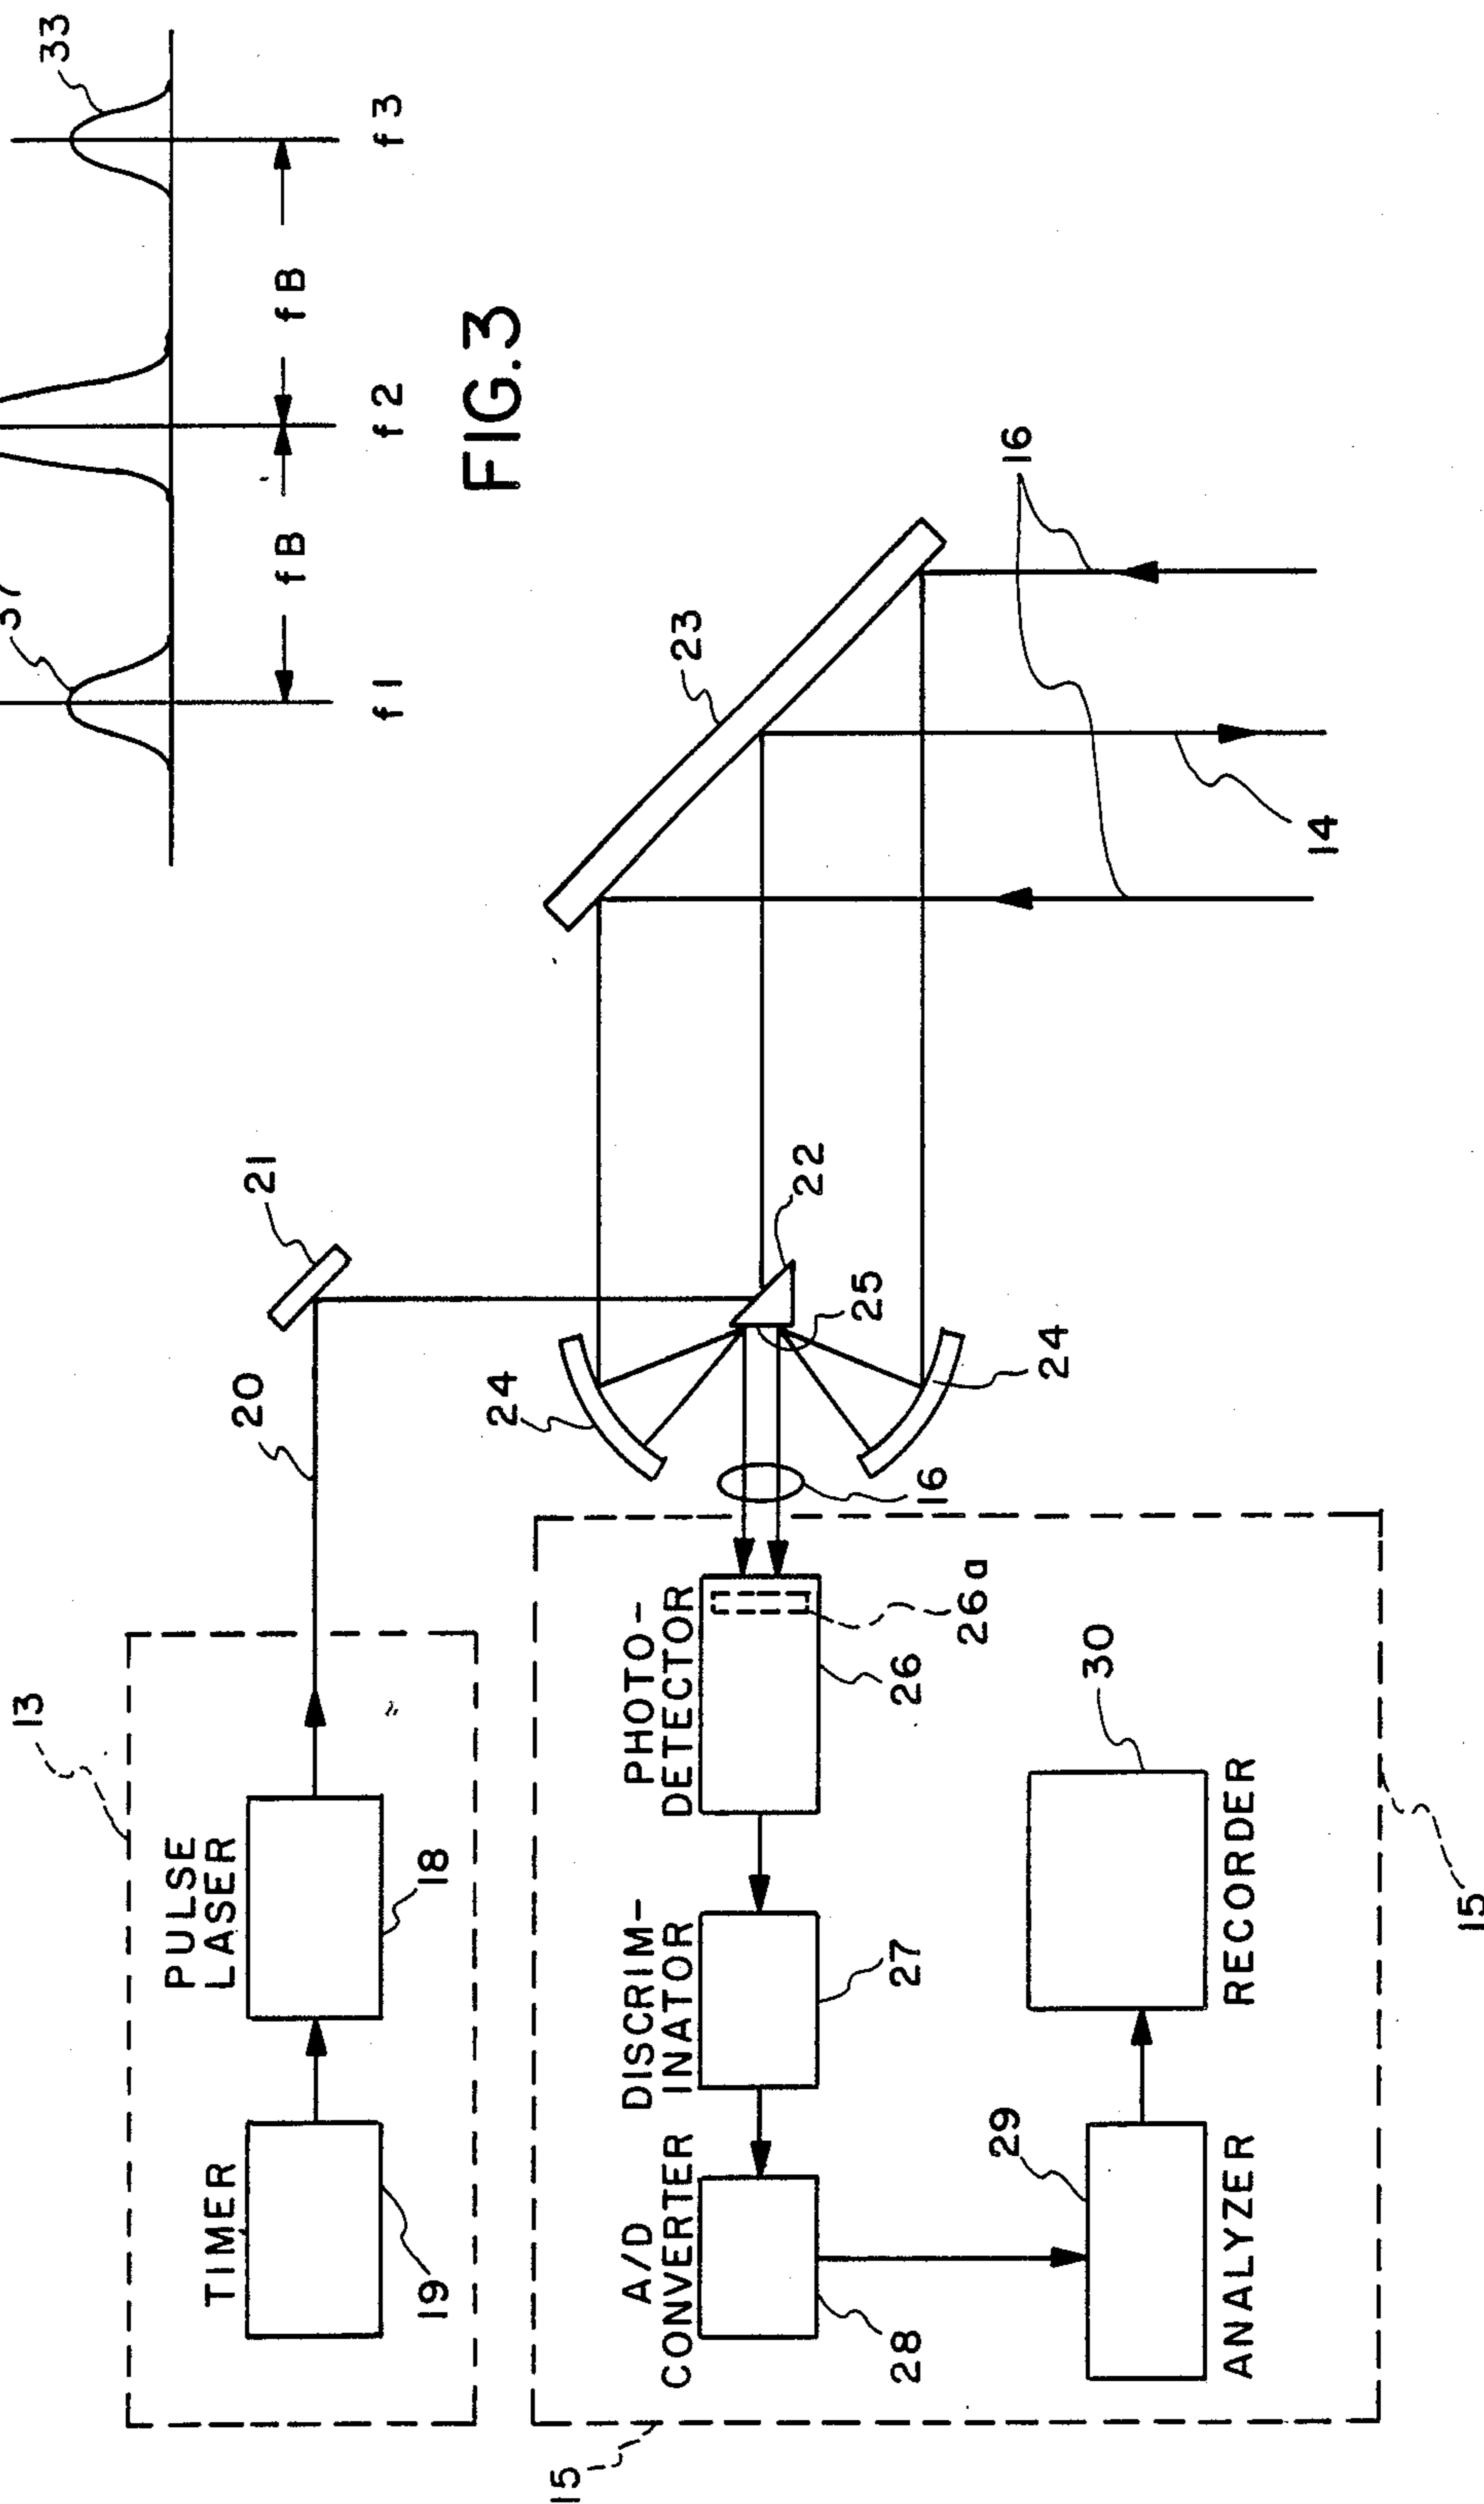 37
33
fB
fB
f1
f2
f3
FIG.3
13
TIMER
19
PULSE
LASER
18
20
21
15
A/D
CONVERTER
28
DISCRIM-
INATOR
27
PHOTO-
DETECTOR
26
26a
16
24
24
25
22
23
16
14
29
ANALYZER
30
RECORDER
15